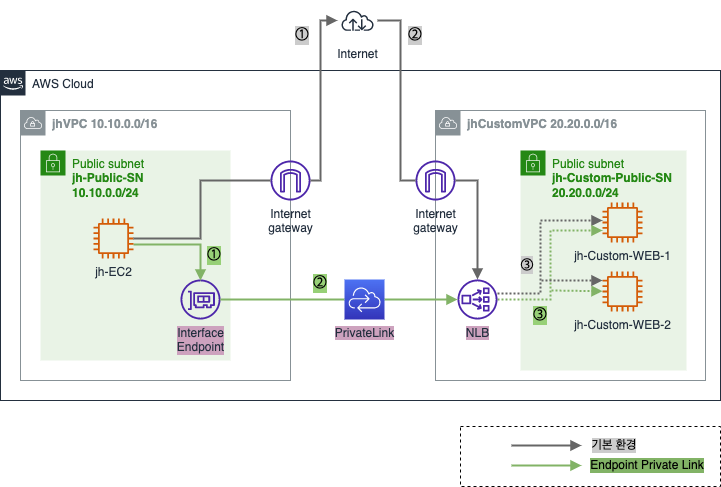 ①
②
Internet
aws
AWS Cloud
jhVPC 10.10.0.0/16
jhCustomVPC 20.20.0.0/16
Public subnet
jh-Public-SN
10.10.0.0/24
Public subnet
jh-Custom-Public-SN
20.20.0.0/24
Internet
gateway
Internet
gateway
jh-EC2
①
②
③
③
jh-Custom-WEB-1
jh-Custom-WEB-2
Interface
Endpoint
PrivateLink
NLB
기본 환경
Endpoint Private Link